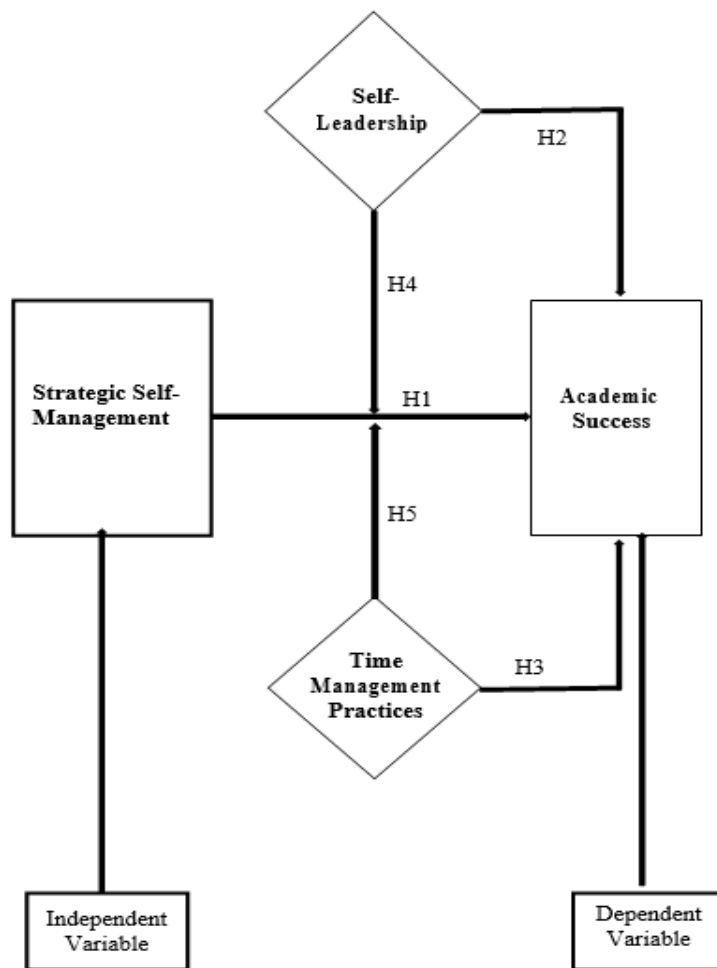 Self-
Leadership
H2
H4
Strategic Self-
Management
H1
Academic
Success
H5
Time
Management
Practices
H3
Independent
Variable
Dependent
Variable